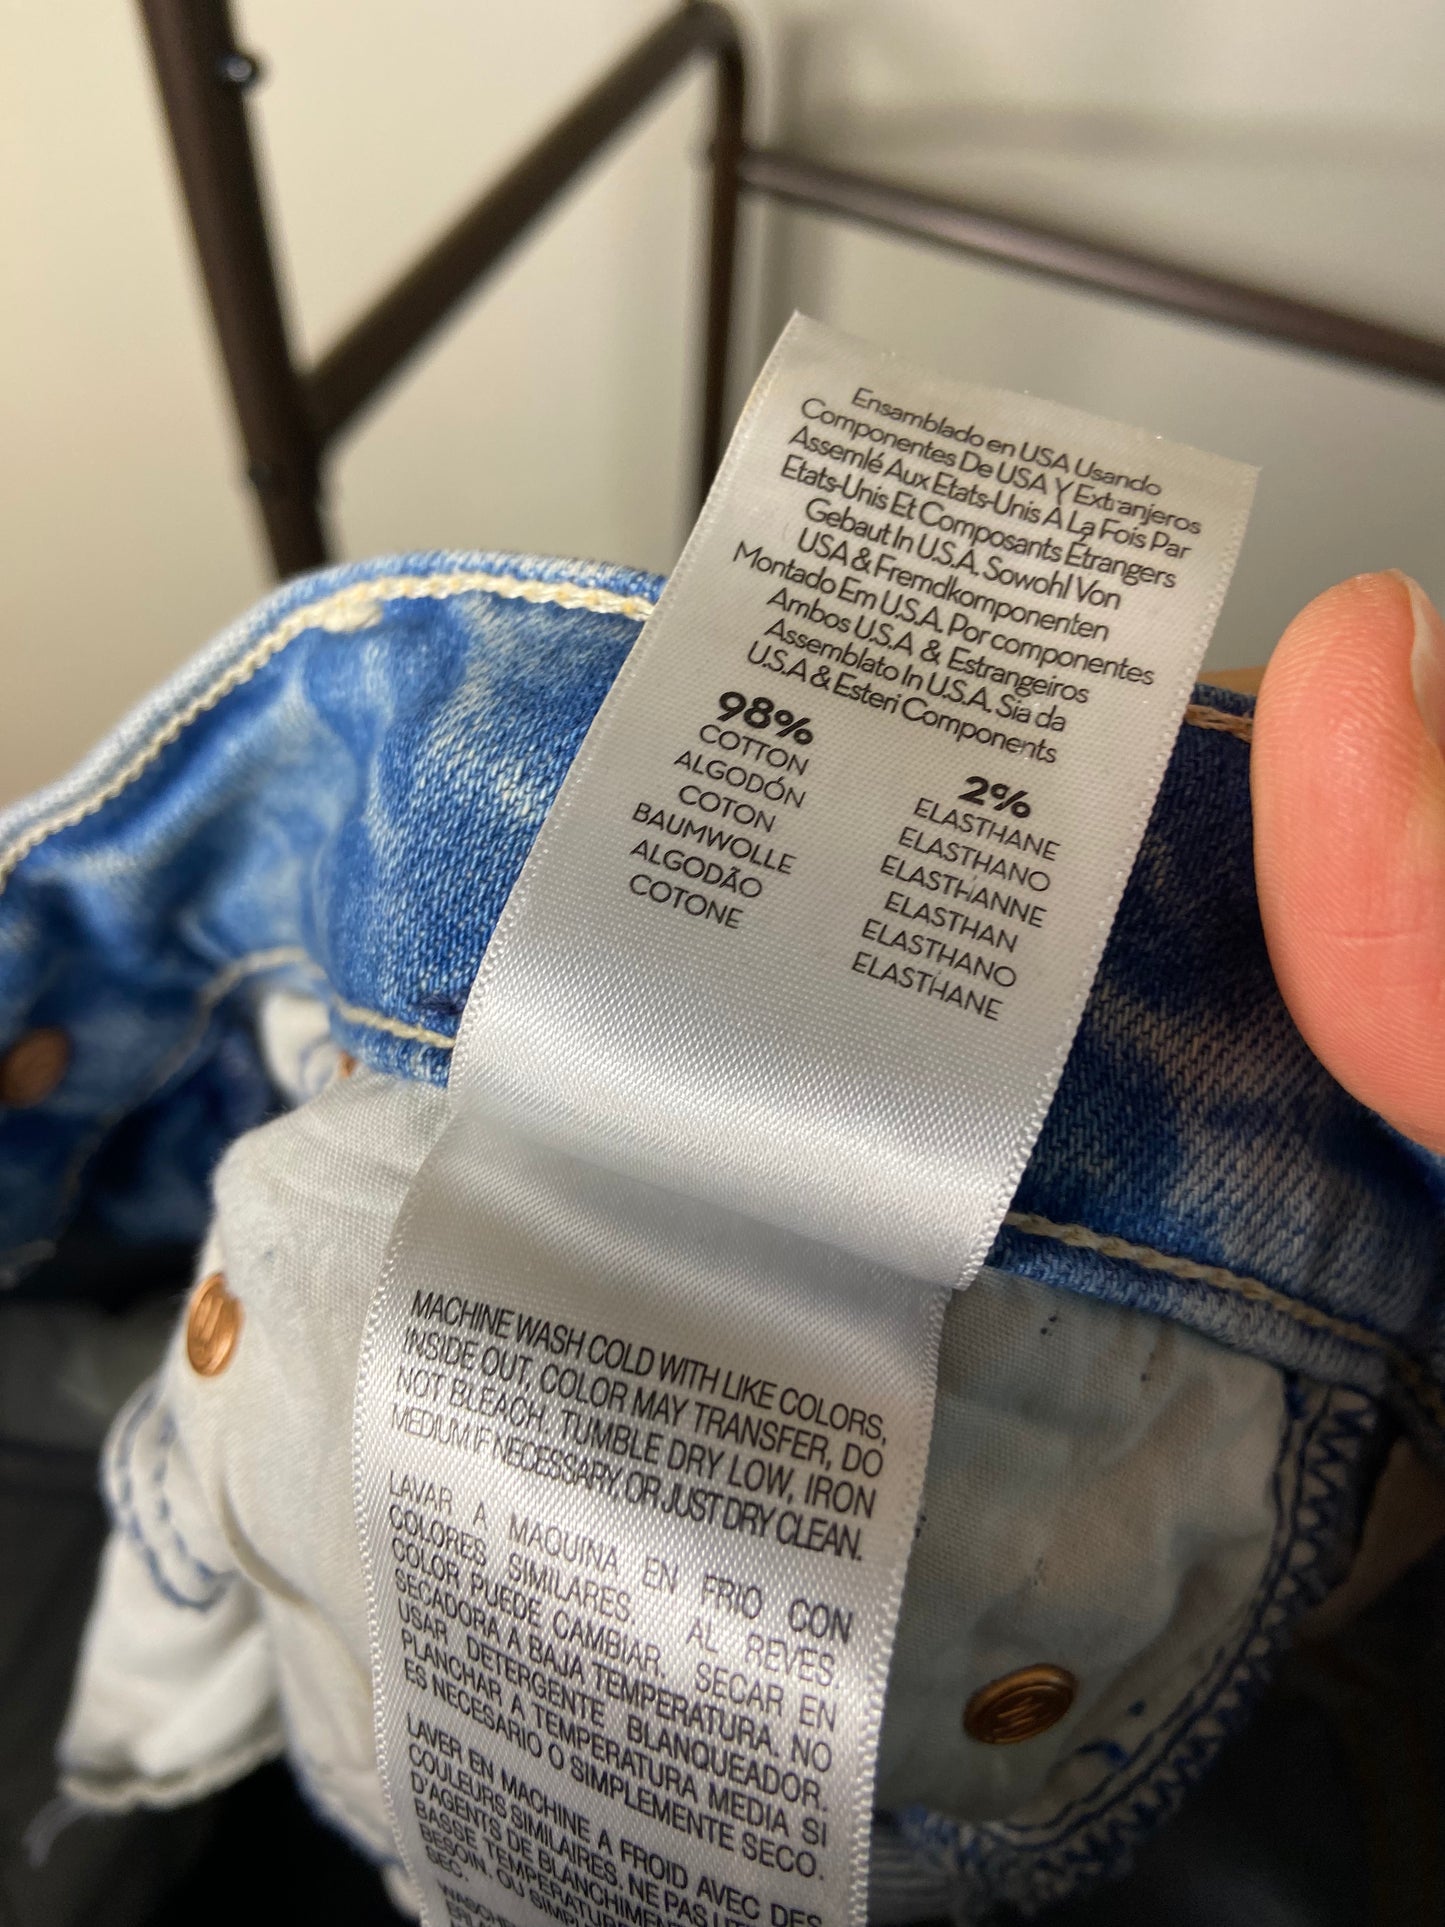 Ensamblado en USA Usando
Componentes De USA Y Extranjeros
Assemlé Aux Etats-Unis À La Fois Par
Etats-Unis Et Composants Étrangers
Gebaut In U.S.A. Sowohl Von
USA & Fremdkomponenten
Montado Em U.S.A. Por componentes
Ambos U.S.A & Estrangeiros
Assemblato In U.S.A. Sia da
U.S.A & Esteri Components
98%
COTTON
ALGODÓN
COTON
BAUMWOLLE
ALGODÃO
COTONE
2%
ELASTHANE
ELASTHANO
ELASTHANNE
ELASTHAN
ELASTHANO
ELASTHANE
MACHINE WASH COLD WITH LIKE COLORS,
INSIDE OUT, COLOR MAY TRANSFER, DO
NOT BLEACH. TUMBLE DRY LOW, IRON
MEDIUM IF NECESSARY, OR JUST DRY CLEAN.
LAVAR A MAQUINA EN FRIO CON
COLORES SIMILARES. AL REVES.
COLOR PUEDE CAMBIAR. SECAR EN
SECADORA A BAJA TEMPERATURA. NO
USAR DETERGENTE BLANQUEADOR.
PLANCHAR A TEMPERATURA MEDIA SI
ES NECESARIO O SIMPLEMENTE SECO.
LAVER EN MACHINE A FROID AVEC DES
COULEURS SIMILAIRES. NE PAS
D'AGENTS DE BLANCHIMENT
BASSE TEMPERATURE
BESOIN. OU
SEC.